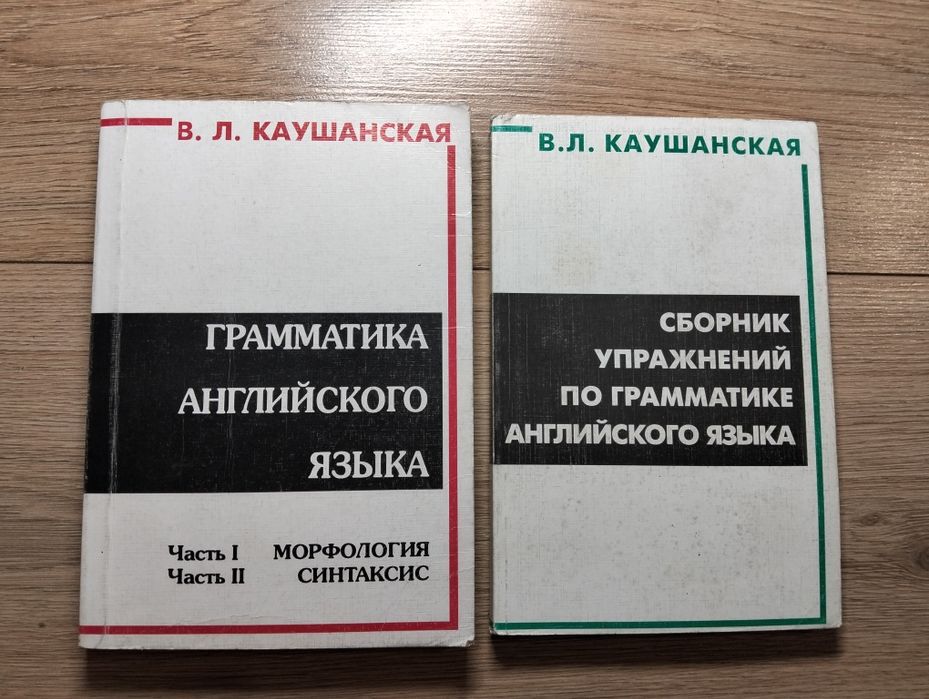 В. Л. КАУШАНСКАЯ
ГРАММАТИКА
АНГЛИЙСКОГО
ЯЗЫКА
Часть I МОРФОЛОГИЯ
Часть II СИНТАКСИС
В.Л. КАУШАНСКАЯ
СБОРНИК
УПРАЖНЕНИЙ
ПО ГРАММАТИКЕ
АНГЛИЙСКОГО ЯЗЫКА